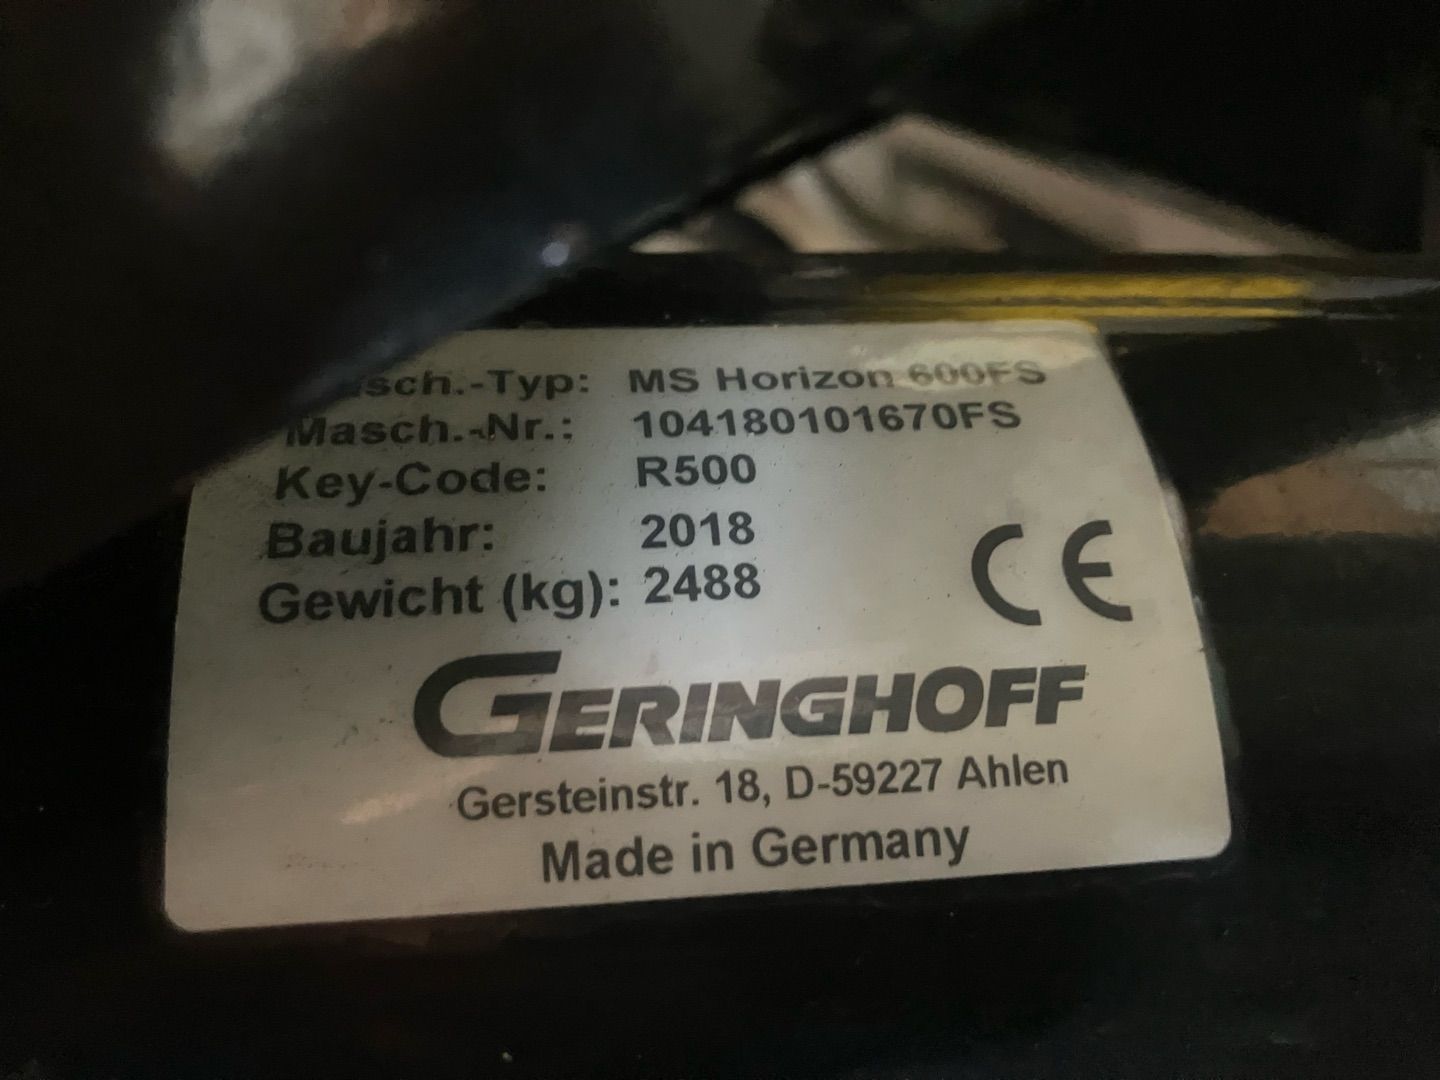 Masch.-Typ: MS Horizon 600FS
Masch.-Nr.: 104180101670FS
Key-Code: R500
Baujahr: 2018
Gewicht (kg): 2488
CE
GERINGHOFF
Gersteinstr. 18, D-59227 Ahlen
Made in Germany